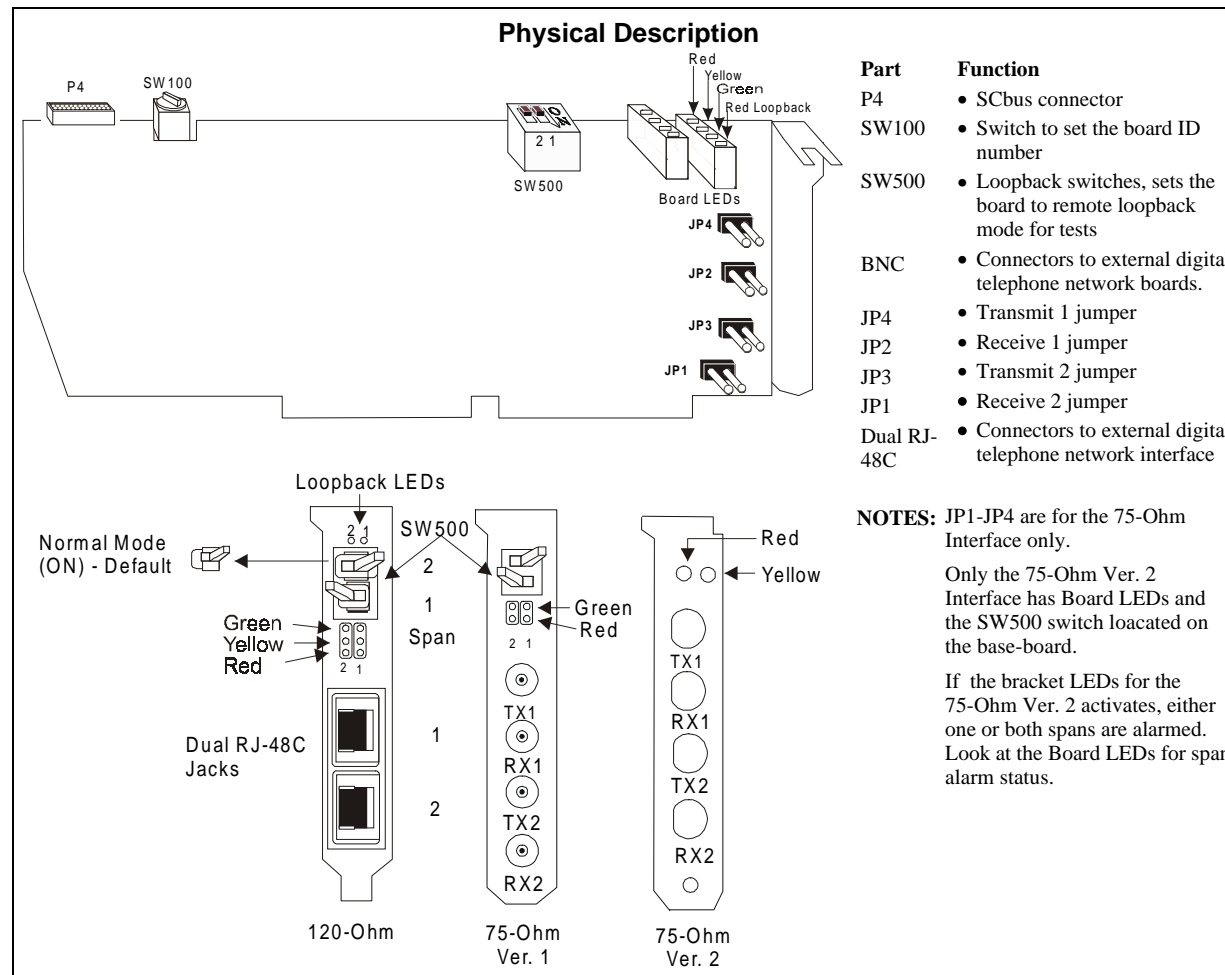 Physical Description
P4
SW100
ON
2 1
SW500
Red
Yellow
Green
Red Loopback
Board LEDs
JP4
JP2
JP3
JP1
Part Function
P4 • SCbus connector
SW100 • Switch to set the board ID
number
SW500 • Loopback switches, sets the
board to remote loopback
mode for tests
BNC • Connectors to external digita
telephone network boards.
JP4 • Transmit 1 jumper
JP2 • Receive 1 jumper
JP3 • Transmit 2 jumper
JP1 • Receive 2 jumper
Dual RJ-
48C • Connectors to external digita
telephone network interface
NOTES: JP1-JP4 are for the 75-Ohm
Interface only.
Only the 75-Ohm Ver. 2
Interface has Board LEDs and
the SW500 switch loacated on
the base-board.
If the bracket LEDs for the
75-Ohm Ver. 2 activates, either
one or both spans are alarmed.
Look at the Board LEDs for span
alarm status.
Loopback LEDs
2 1
Normal Mode
(ON) - Default
SW500
2
1
Span
Green
Yellow
Red
2 1
Dual RJ-48C
Jacks
1
2
120-Ohm
Green
Red
2 1
TX1
RX1
TX2
RX2
75-Ohm
Ver. 1
Red
Yellow
TX1
RX1
TX2
RX2
75-Ohm
Ver. 2